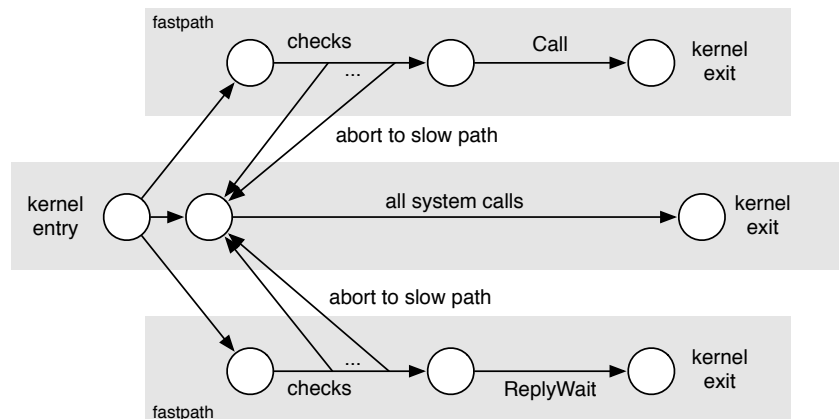 fastpath
checks
Call
kernel
exit
...
abort to slow path
kernel
entry
all system calls
kernel
exit
abort to slow path
...
checks
ReplyWait
kernel
exit
fastpath